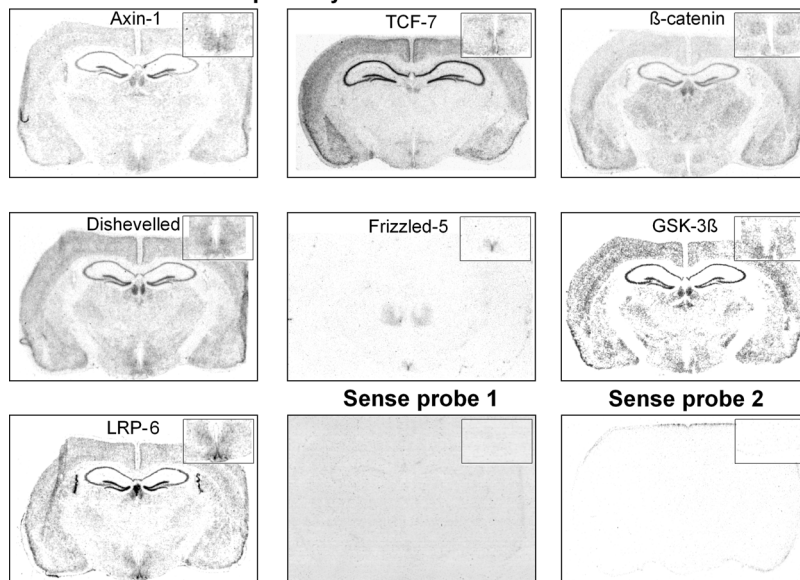 Axin-1
TCF-7
ß-catenin
Dishevelled
Frizzled-5
GSK-3ß
Sense probe 1
Sense probe 2
LRP-6